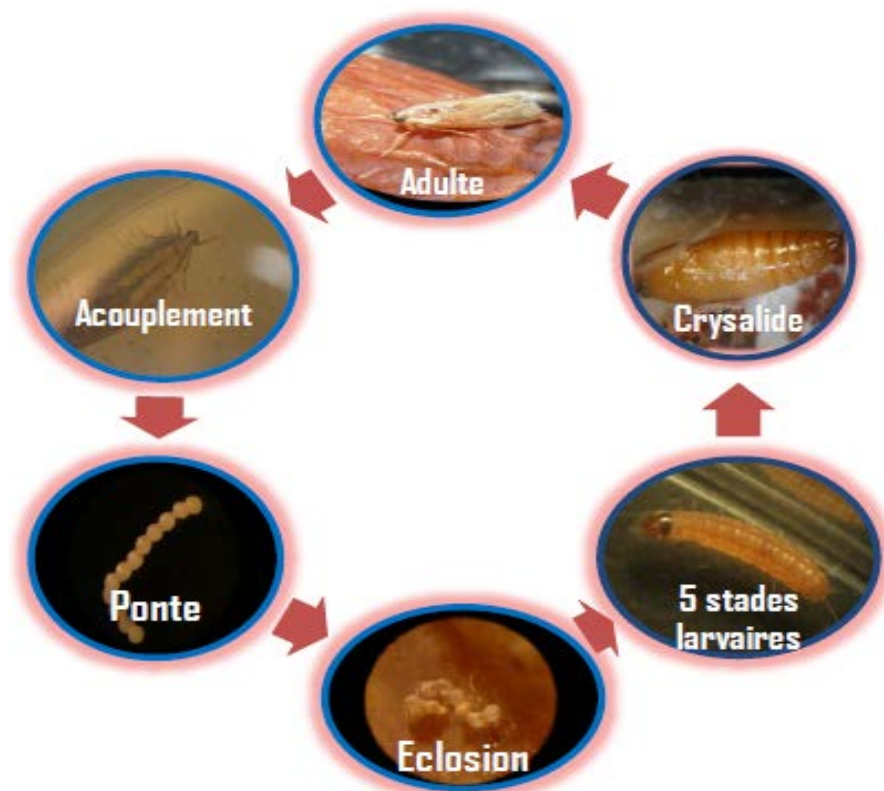 Adulte
Acouplement
Ponte
Eclosion
5 stades
larvaires
Crysalide